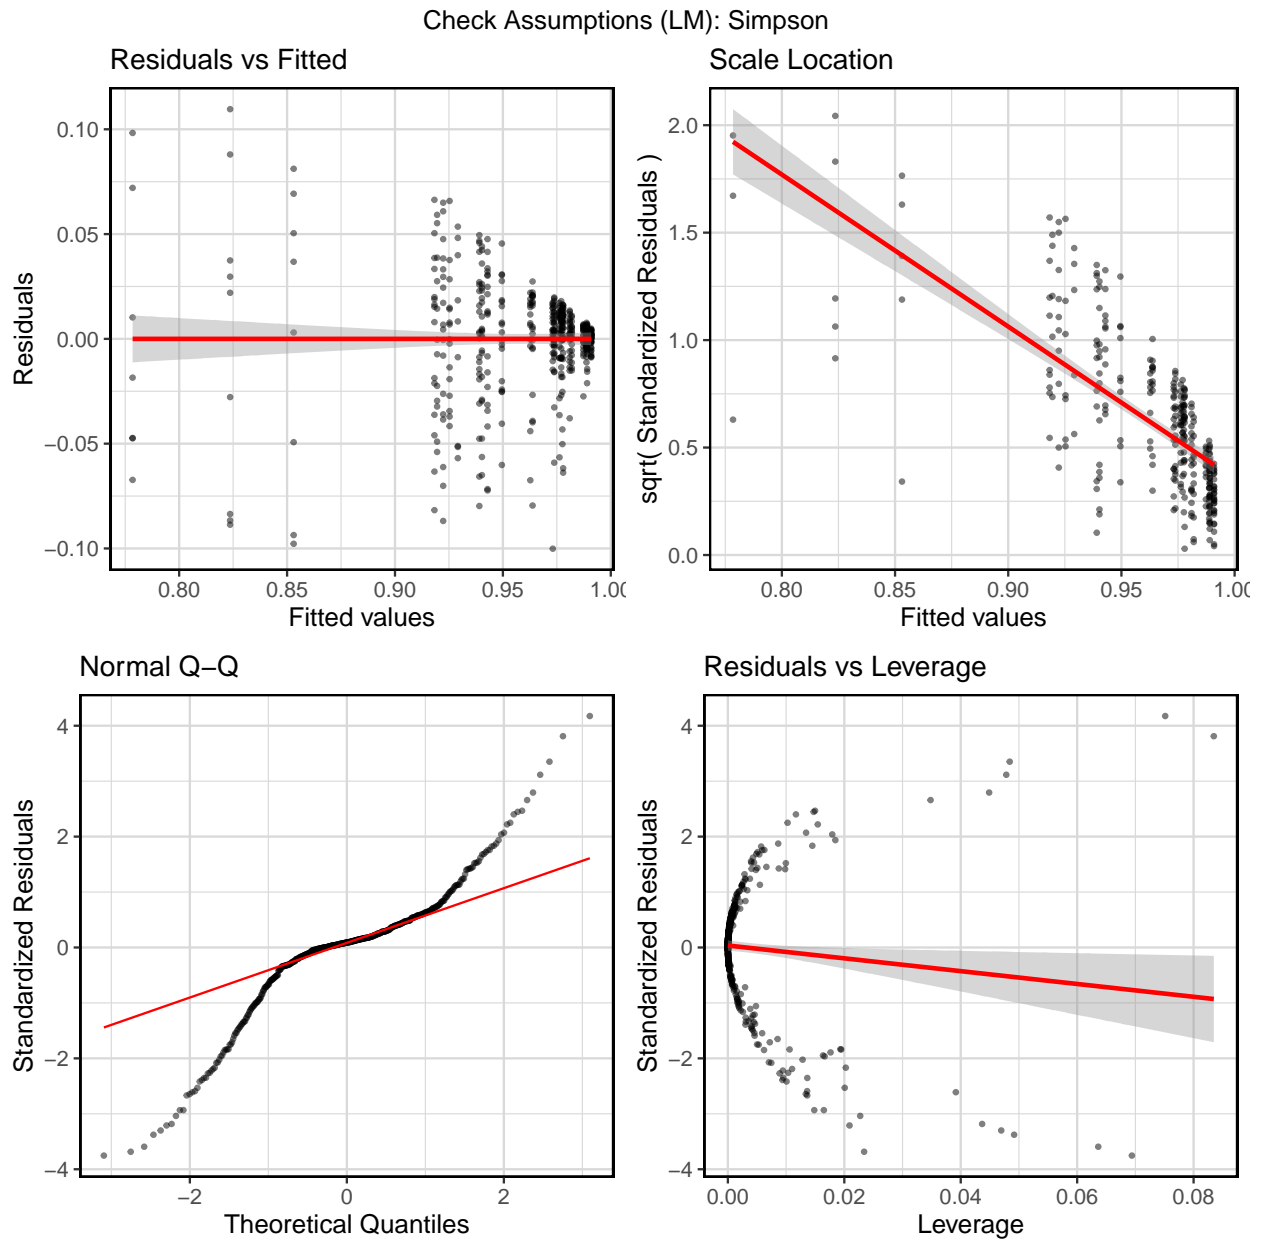 Check Assumptions (LM): Simpson
Residuals vs Fitted
Residuals
0.10
0.05
0.00
−0.05
−0.10
0.80 0.85 0.90 0.95 1.00
Fitted values
Scale Location
sqrt( Standardized Residuals )
2.0
1.5
1.0
0.5
0.0
0.80 0.85 0.90 0.95 1.00
Fitted values
Normal Q−Q
Standardized Residuals
4
2
0
−2
−4
−2 0 2
Theoretical Quantiles
Residuals vs Leverage
Standardized Residuals
4
2
0
−2
−4
0.00 0.02 0.04 0.06 0.08
Leverage